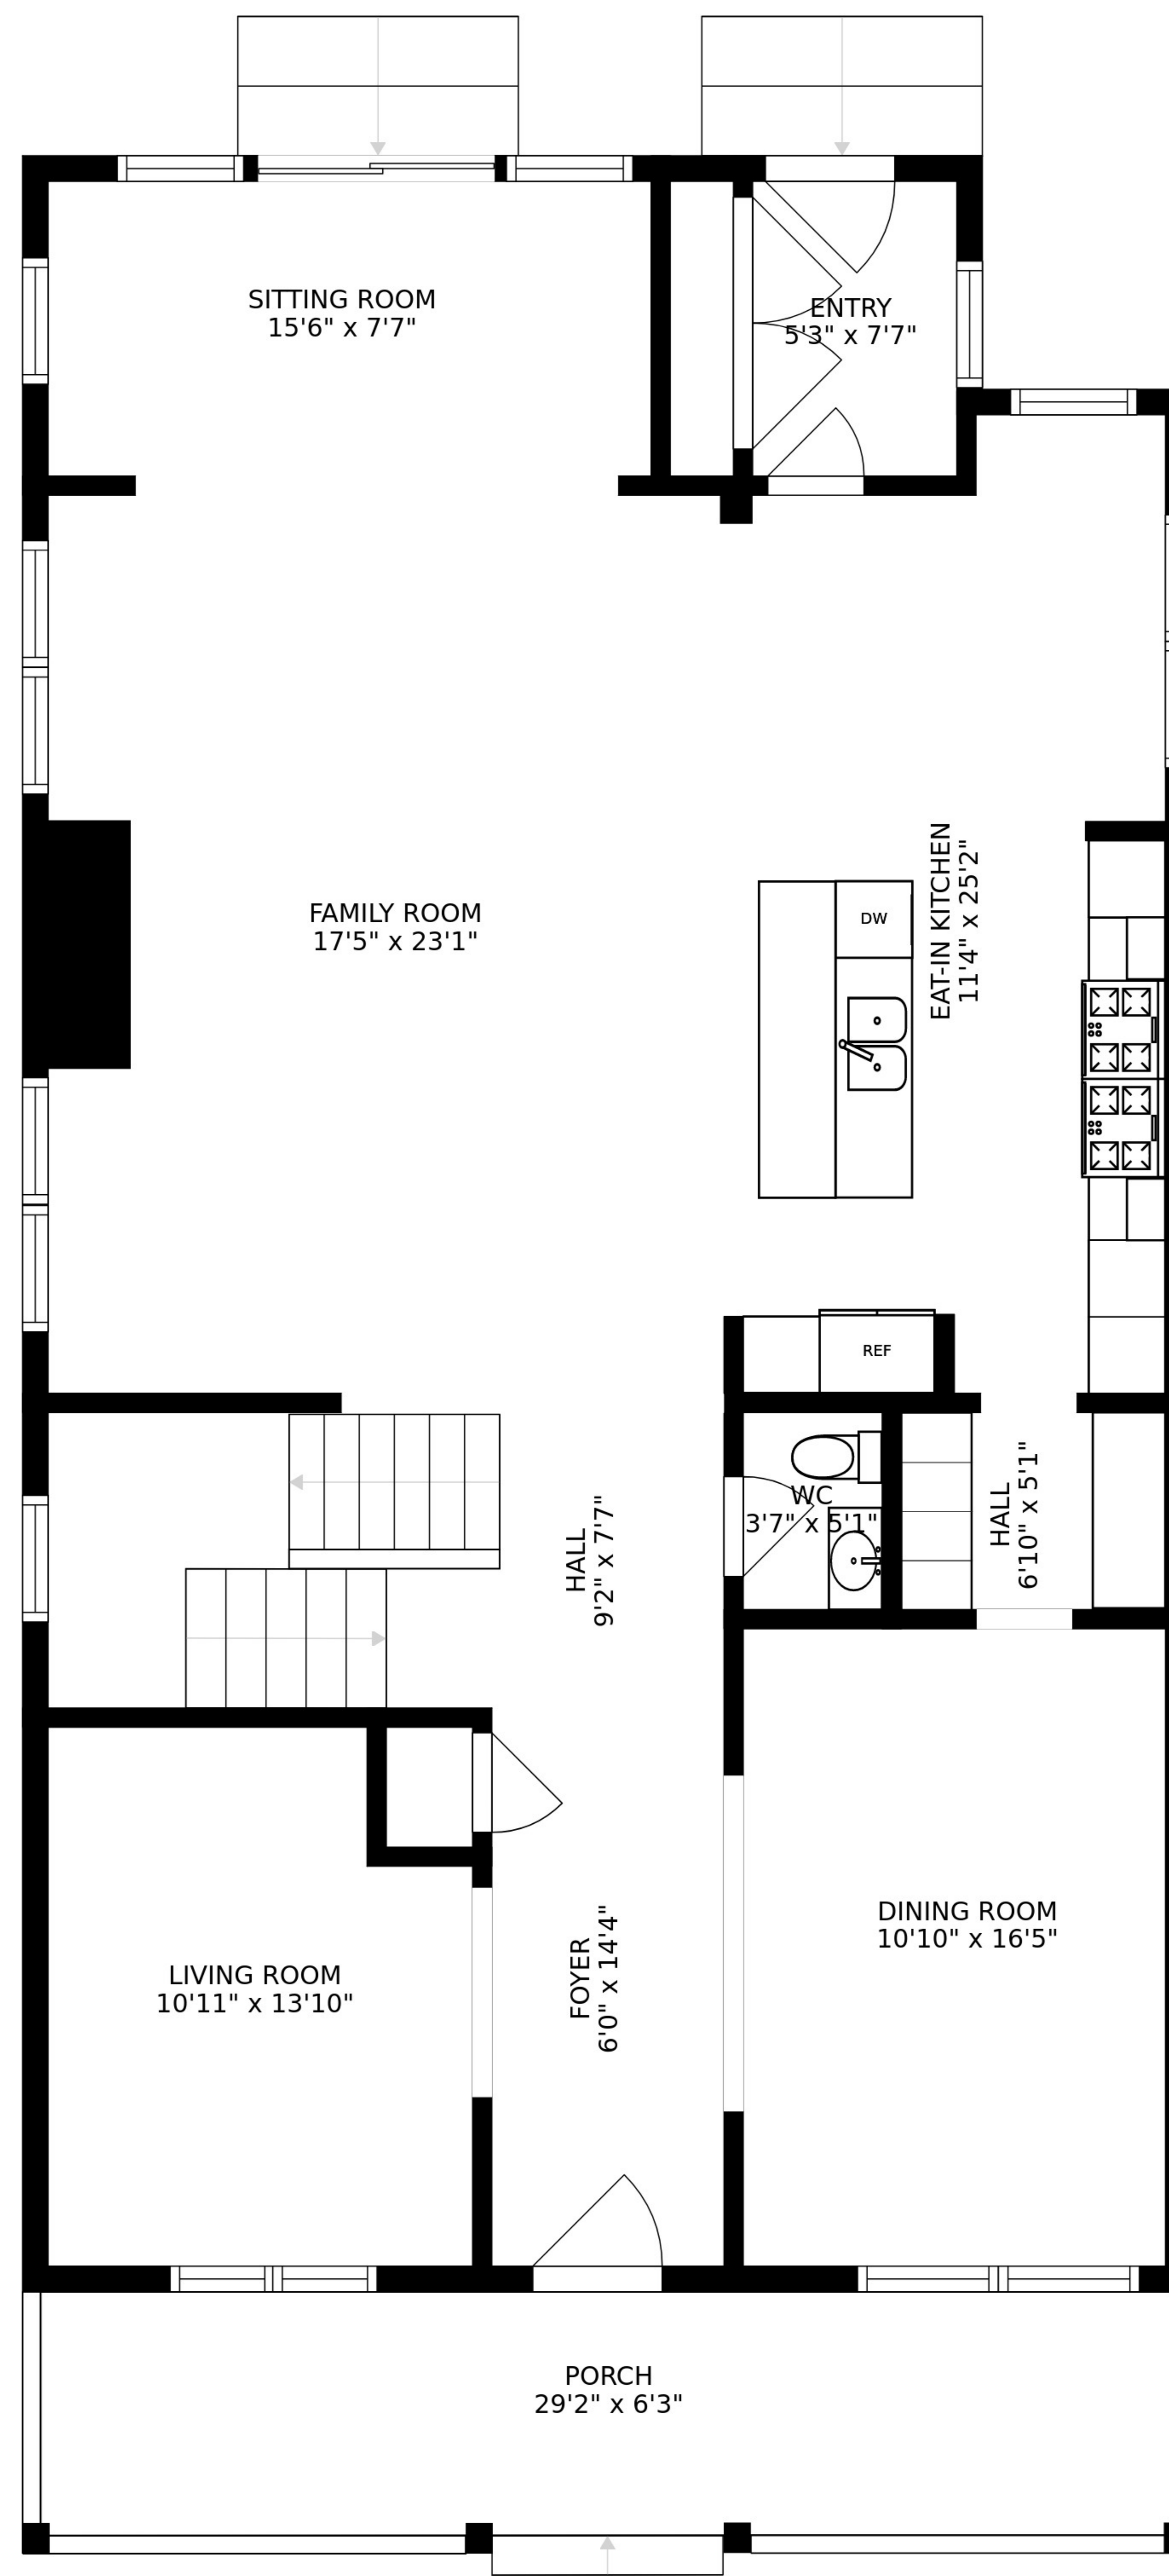 SITTING ROOM
15'6" x 7'7"
ENTRY
5'3" x 7'7"
FAMILY ROOM
17'5" x 23'1"
DW
EAT-IN KITCHEN
11'4" x 25'2"
REF
WC
3'7" x 5'1"
HALL
9'2" x 7'7"
HALL
6'10" x 5'1"
DINING ROOM
10'10" x 16'5"
FOYER
6'0" x 14'4"
LIVING ROOM
10'11" x 13'10"
PORCH
29'2" x 6'3"